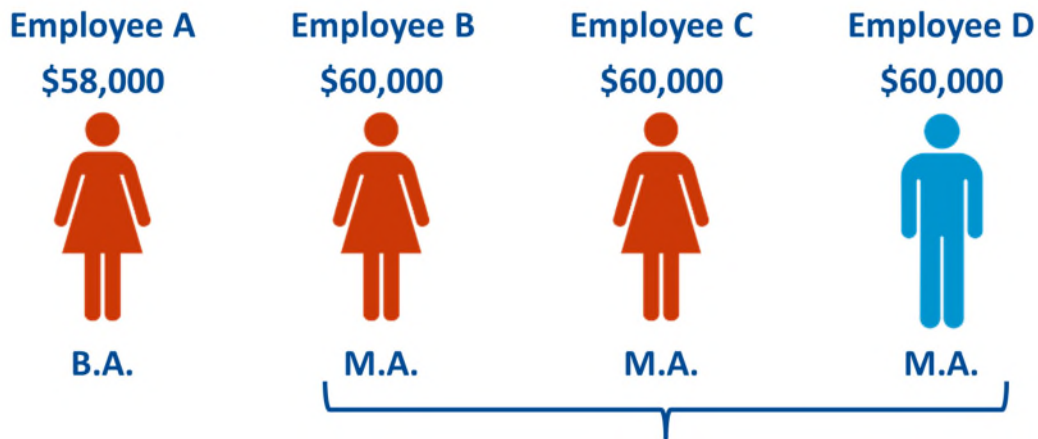 Employee A Employee B Employee C Employee D
$58,000 $60,000 $60,000 $60,000
B.A. M.A. M.A. M.A.